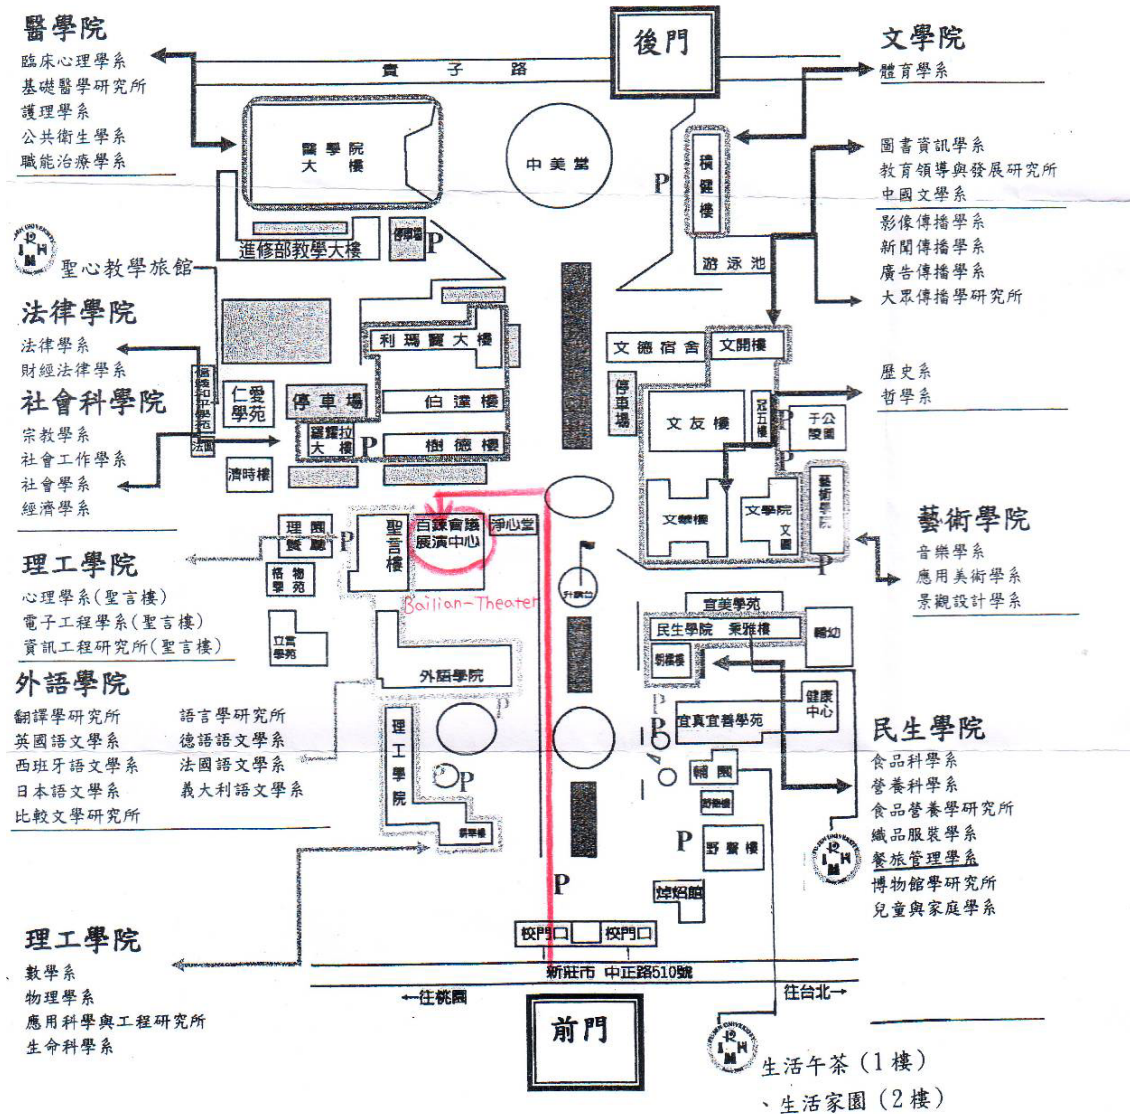 醫學院
臨床心理學系
基礎醫學研究所
護理學系
公共衛生學系
職能治療學系
後門
貴子路
文學院
體育學系
圖書資訊學系
教育領導與發展研究所
中國文學系
影像傳播學系
新聞傳播學系
廣告傳播學系
大眾傳播學研究所
歷史系
哲學系
醫學院
大樓
中美堂
積健樓
P
游泳池
進修部教學大樓
停車場
P
聖心教學旅館
法律學院
法律學系
財經法律學系
社會科學院
宗教學系
社會工作學系
社會學系
經濟學系
利瑪竇大樓
仁愛
學苑
停車場
伯達樓
羅耀拉
大樓
P
樹德樓
濟時樓
法園
文德宿舍
文開樓
停車場
文友樓
冠五樓
P
于公
陵園
P
文華樓
文學院
文園
藝術學院
P
藝術學院
音樂學系
應用美術學系
景觀設計學系
理工學院
心理學系(聖言樓)
電子工程學系(聖言樓)
資訊工程研究所(聖言樓)
理園
餐廳
P
聖言樓
百鍊會議
展演中心
淨心堂
格物
學苑
Bailian-Theater
立言
學苑
升旗台
宜美學苑
民生學院 秉雅樓
朝橒樓
輔幼
外語學院
翻譯學研究所
語言學研究所
英國語文學系
德語語文學系
西班牙語文學系
法國語文學系
日本語文學系
義大利語文學系
比較文學研究所
外語學院
理工學院
P
P
P
P
宜真宜善學苑
健康
中心
輔園
P
野聲樓
焯炤館
P
民生學院
食品科學系
營養科學系
食品營養學研究所
織品服裝學系
餐旅管理學系
博物館學研究所
兒童與家庭學系
理工學院
數學系
物理學系
應用科學與工程研究所
生命科學系
校門口
校門口
新莊市 中正路510號
←往桃園
往台北→
前門
生活午茶(1樓)
、生活家園(2樓)